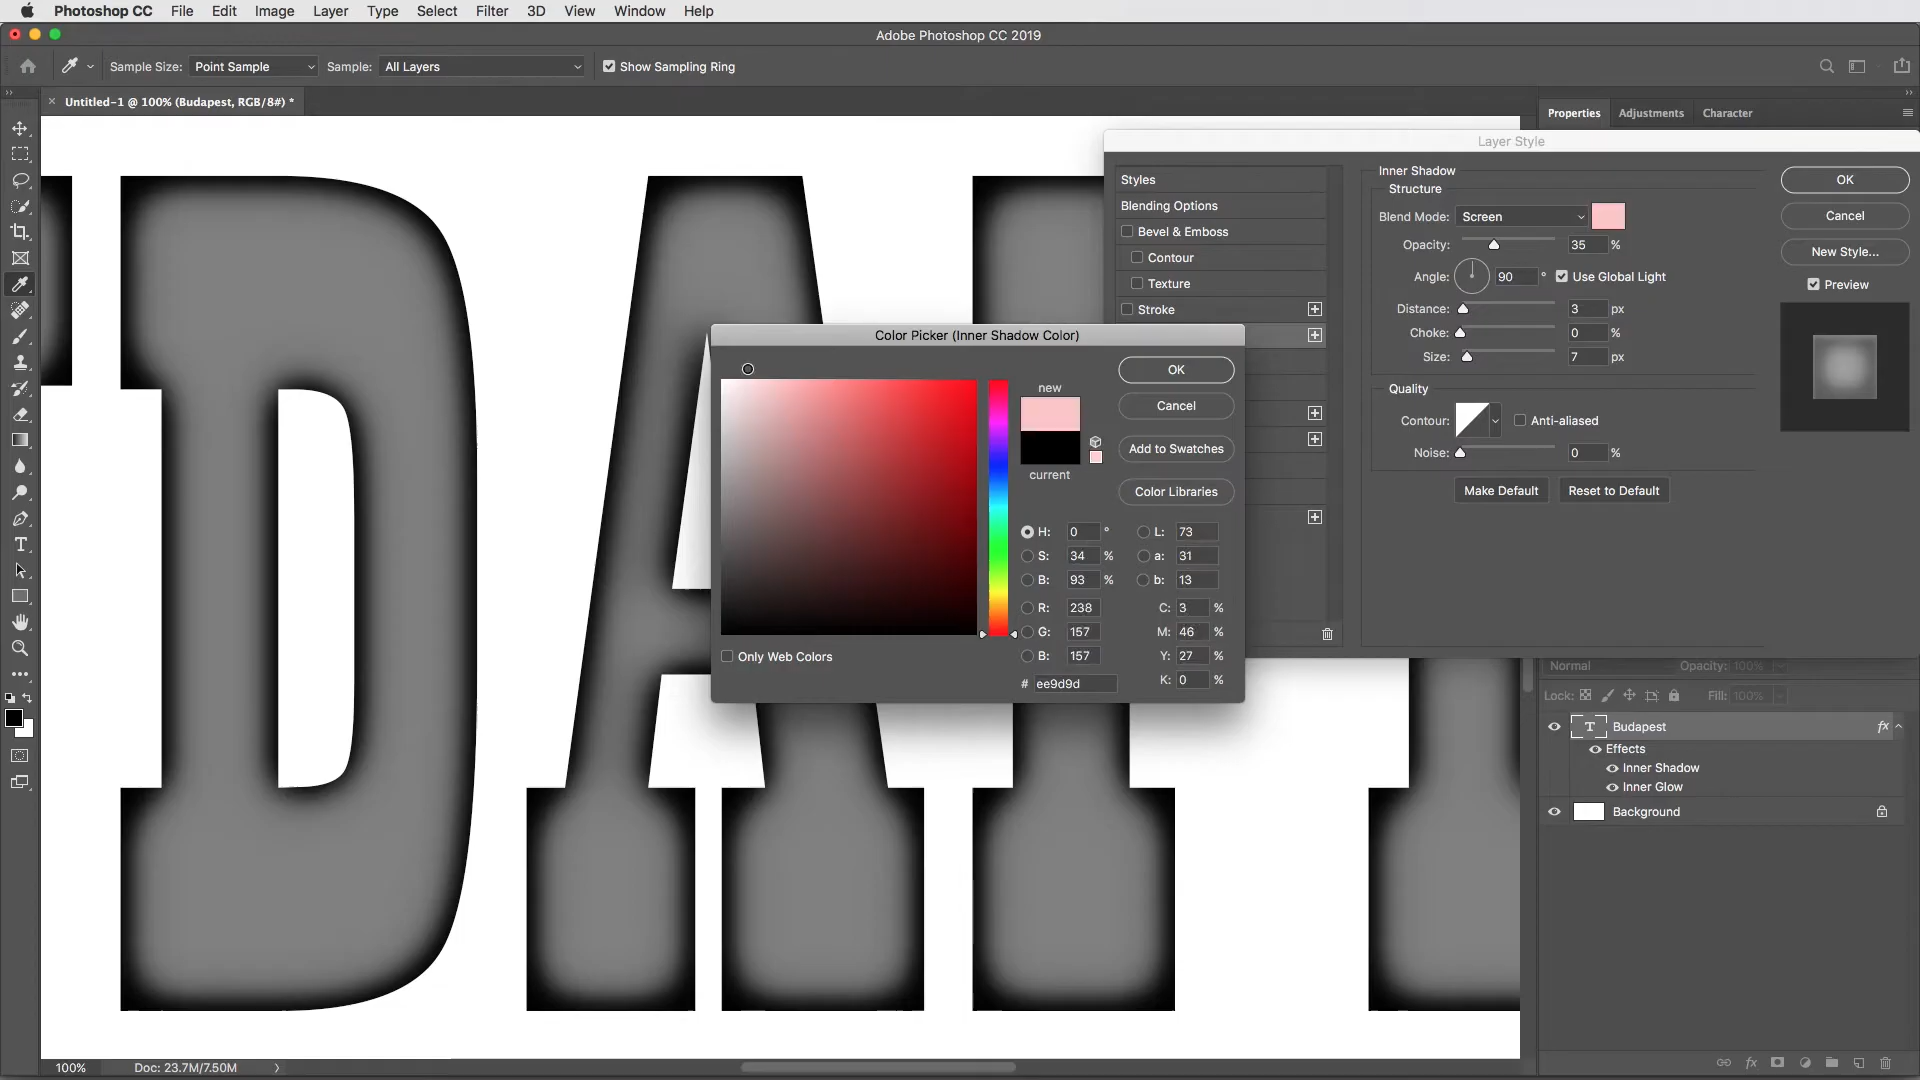 Photoshop CC File Edit Image Layer Type Select Filter 3D View Window Help
Adobe Photoshop CC 2019
Sample Size: Point Sample Sample: All Layers Show Sampling Ring
Untitled-1 @ 100% (Budapest, RGB/8#) *
Properties Adjustments Character
Layer Style
Styles
Blending Options
Bevel & Emboss
Contour
Texture
Stroke
Inner Shadow
Structure
Blend Mode: Screen
Opacity: 35 %
Angle: 90 ° Use Global Light
Distance: 3 px
Choke: 0 %
Size: 7 px
Quality
Contour: Anti-aliased
Noise: 0 %
Make Default Reset to Default
OK
Cancel
New Style...
Preview
Color Picker (Inner Shadow Color)
new
current
OK
Cancel
Add to Swatches
Color Libraries
H: 0 ° L: 73
S: 34 % a: 31
B: 93 % b: 13
R: 238 C: 3 %
G: 157 M: 46 %
B: 157 Y: 27 %
# ee9d9d K: 0 %
Only Web Colors
DAP
Normal Opacity: 100%
Lock: Fill: 100%
T Budapest fx
Effects
Inner Shadow
Inner Glow
Background
100% Doc: 23.7M/7.50M
fx